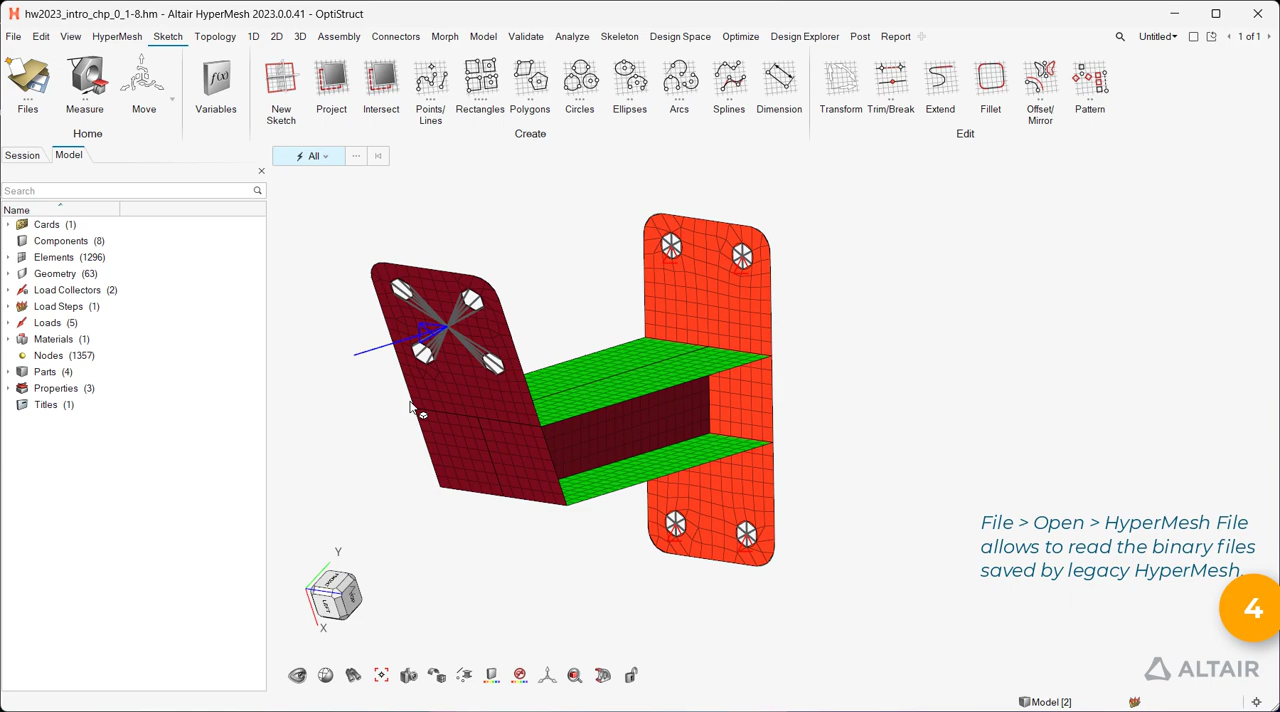 hw2023_intro_chp_0_1-8.hm - Altair HyperMesh 2023.0.0.41 - OptiStruct
File Edit View HyperMesh Sketch Topology 1D 2D 3D Assembly Connectors Morph Model Validate Analyze Skeleton Design Space Optimize Design Explorer Post Report Untitled 1 of 1
Files Measure Move Variables New Sketch Project Intersect Points/Lines Rectangles Polygons Circles Ellipses Arcs Splines Dimension Transform Trim/Break Extend Fillet Offset/Mirror Pattern
Home Create Edit
Session Model
All
Search
Name
Cards (1)
Components (8)
Elements (1296)
Geometry (63)
Load Collectors (2)
Load Steps (1)
Loads (5)
Materials (1)
Nodes (1357)
Parts (4)
Properties (3)
Titles (1)
File > Open > HyperMesh File
allows to read the binary files
saved by legacy HyperMesh.
4
Y
LEFT
X
ALTAIR
Model [2]